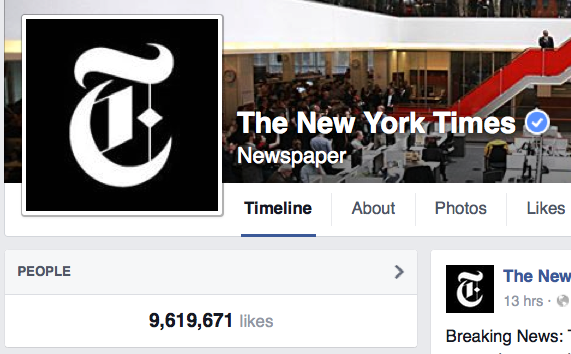 The New York Times
Newspaper
Timeline About Photos Likes
PEOPLE
9,619,671 likes
The New
13 hrs ·
Breaking News: T